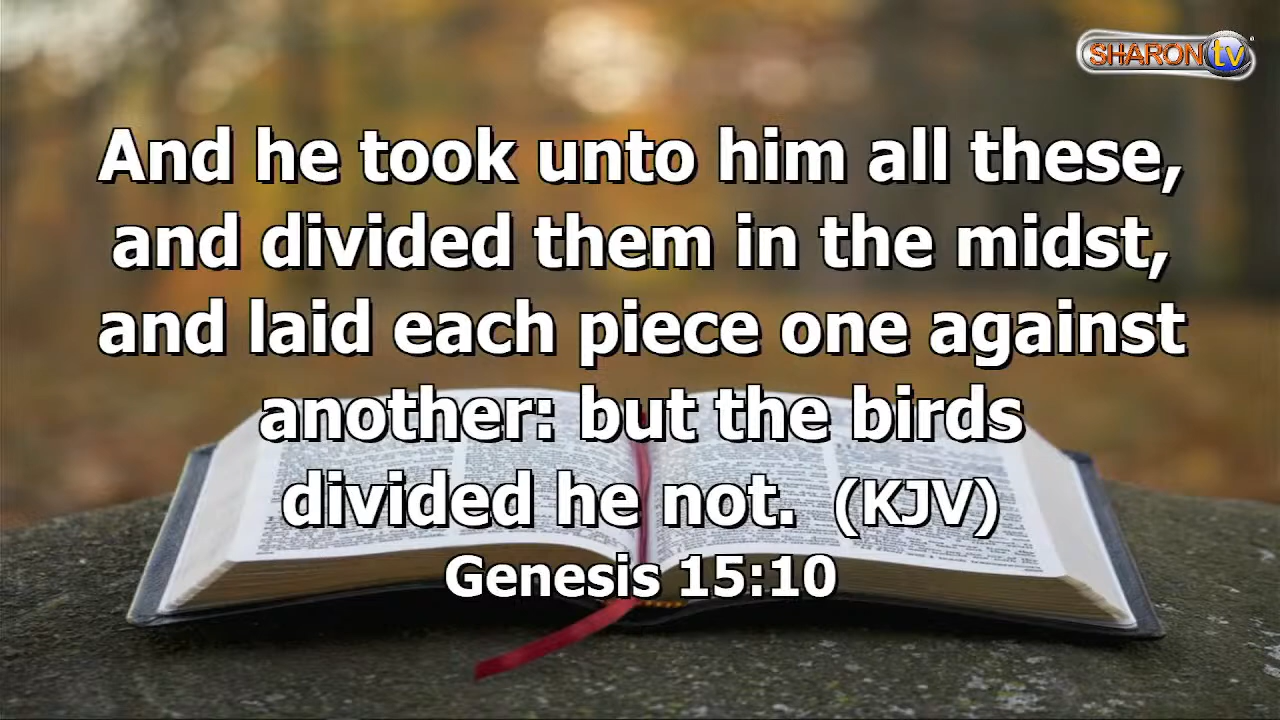 SHARON tv
And he took unto him all these,
and divided them in the midst,
and laid each piece one against
another: but the birds
divided he not. (KJV)
Genesis 15:10